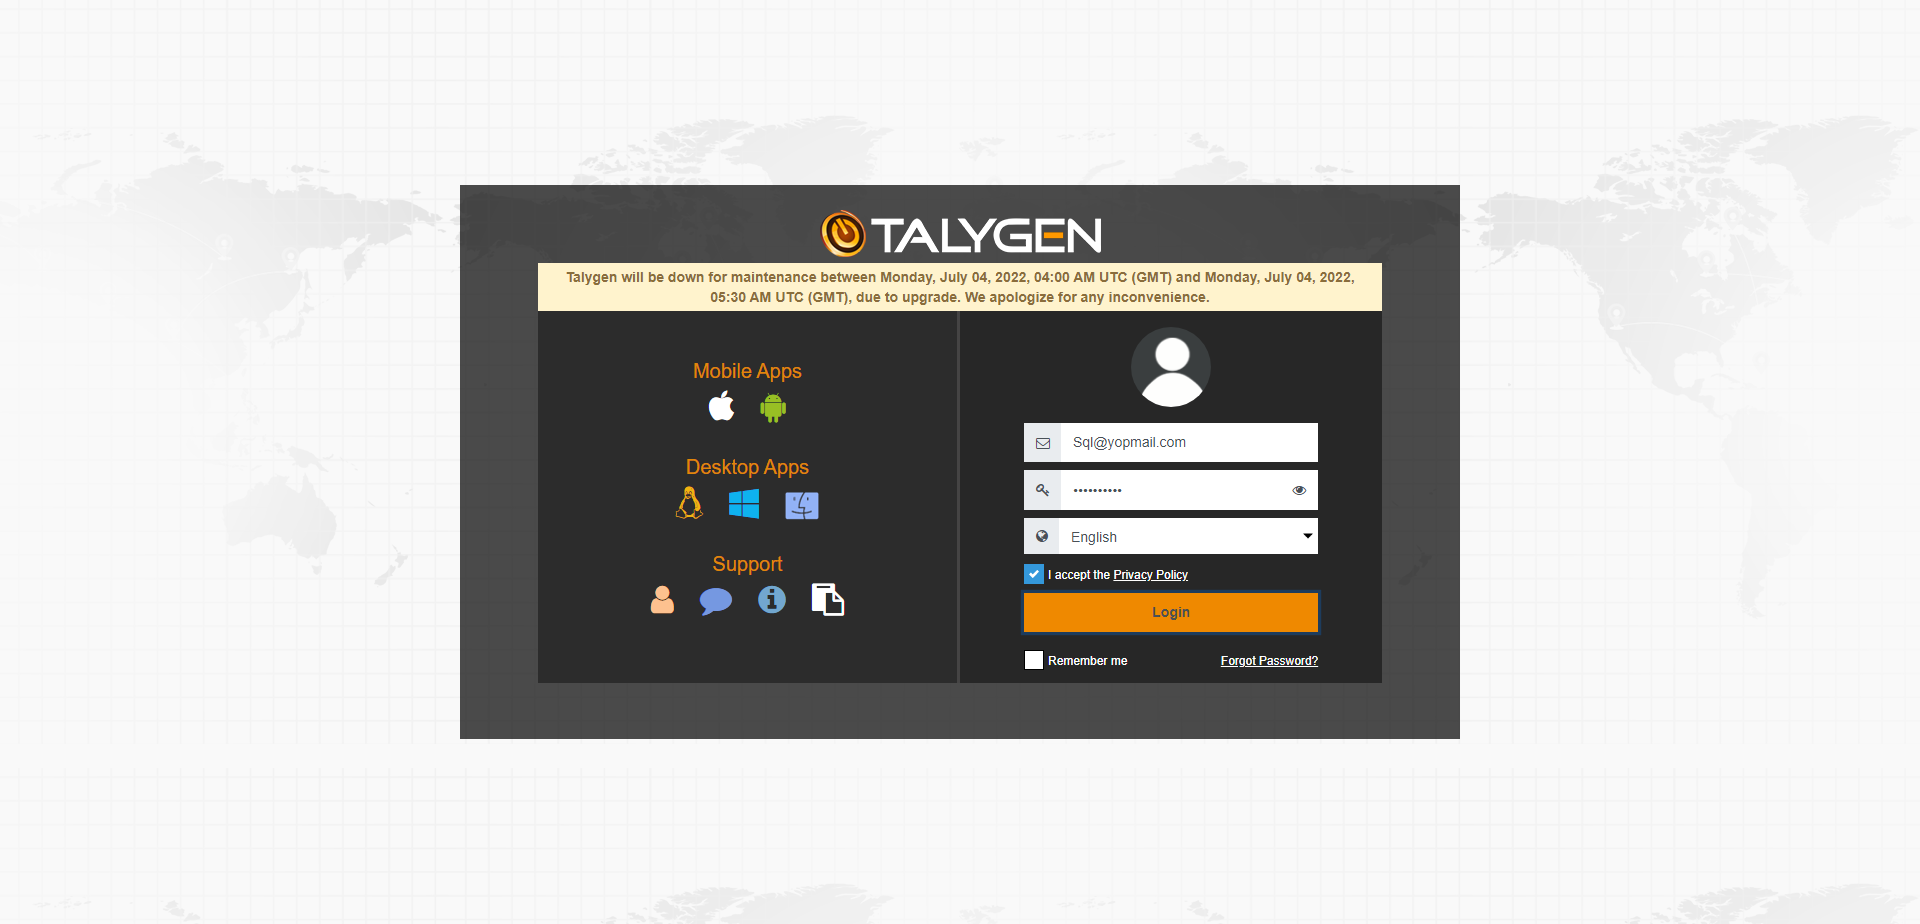 TALYGEN
Talygen will be down for maintenance between Monday, July 04, 2022, 04:00 AM UTC (GMT) and Monday, July 04, 2022,
05:30 AM UTC (GMT), due to upgrade. We apologize for any inconvenience.
Mobile Apps
Desktop Apps
Support
Sql@yopmail.com
••••••••••
English
I accept the Privacy Policy
Login
Remember me
Forgot Password?